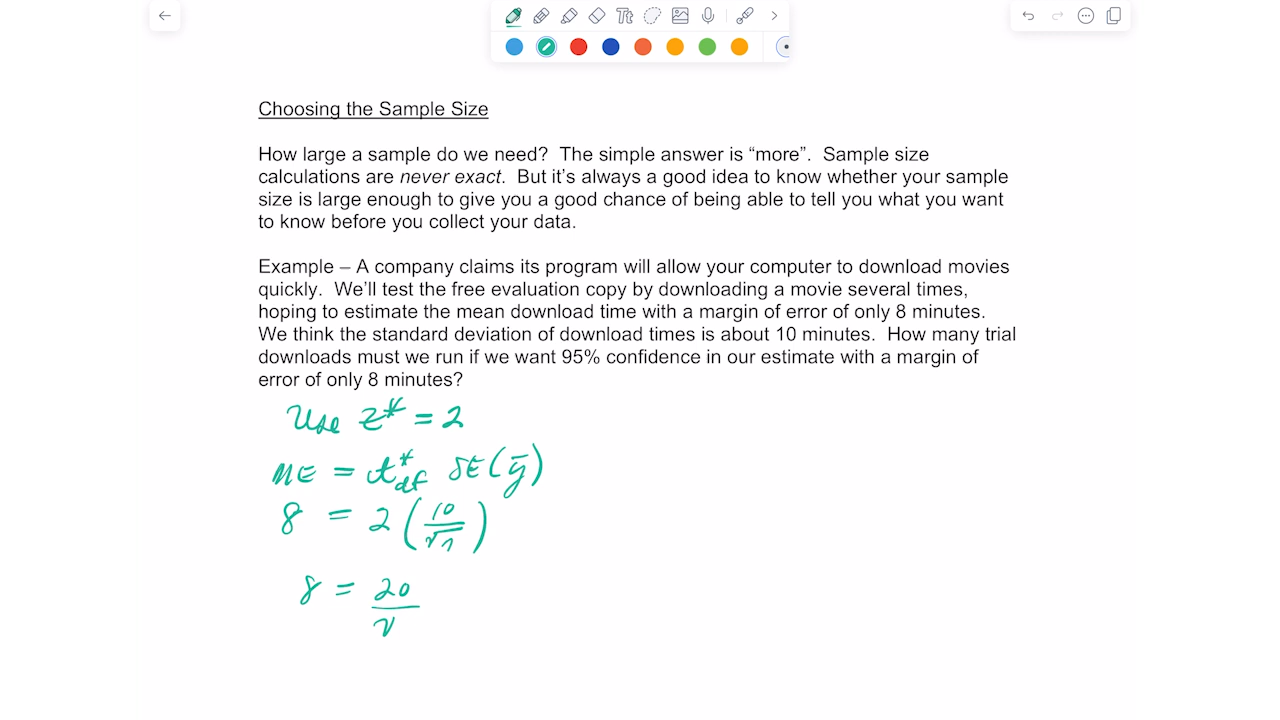 Tt
Choosing the Sample Size
How large a sample do we need? The simple answer is “more”. Sample size
calculations are never exact. But it’s always a good idea to know whether your sample
size is large enough to give you a good chance of being able to tell you what you want
to know before you collect your data.
Example – A company claims its program will allow your computer to download movies
quickly. We’ll test the free evaluation copy by downloading a movie several times,
hoping to estimate the mean download time with a margin of error of only 8 minutes.
We think the standard deviation of download times is about 10 minutes. How many trial
downloads must we run if we want 95% confidence in our estimate with a margin of
error of only 8 minutes?
Use z* = 2
ME = t*df SE(ȳ)
8 = 2 (10/√n)
8 = 20/√